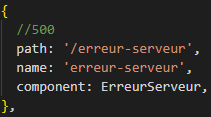 {
//500
path: '/erreur-serveur',
name: 'erreur-serveur',
component: ErreurServeur,
},